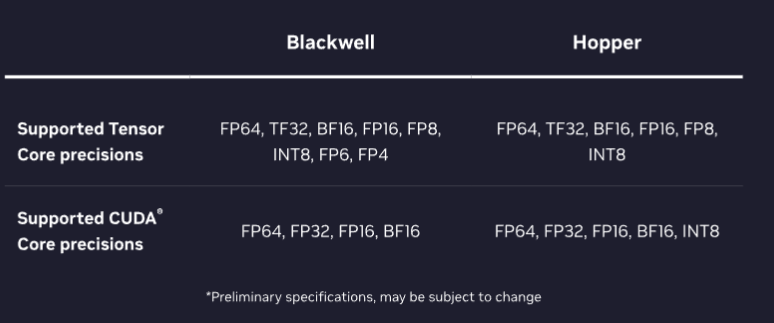 Blackwell Hopper
Supported Tensor Core precisions FP64, TF32, BF16, FP16, FP8, INT8, FP6, FP4 FP64, TF32, BF16, FP16, FP8, INT8
Supported CUDA® Core precisions FP64, FP32, FP16, BF16 FP64, FP32, FP16, BF16, INT8
*Preliminary specifications, may be subject to change